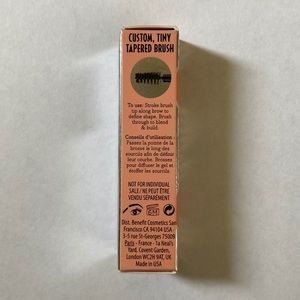 CUSTOM, TINY
TAPERED BRUSH
To use: Stroke brush
tip along brow to
define shape. Brush
through to blend
& build.
Conseils d'utilisation :
Passez la pointe de la
brosse le long des
sourcils afin de définir
leur courbe. Brossez
pour diffuser le gel et
étoffer les sourcils.
NOT FOR INDIVIDUAL
SALE / NE PEUT ÊTRE
VENDU SÉPARÉMENT
Dist. Benefit Cosmetics San
Francisco CA 94104 USA -
3-5 rue St-Georges 75009
Paris - France - 1a Neal's
Yard, Covent Garden,
London WC2H 9AT, UK
Made in USA